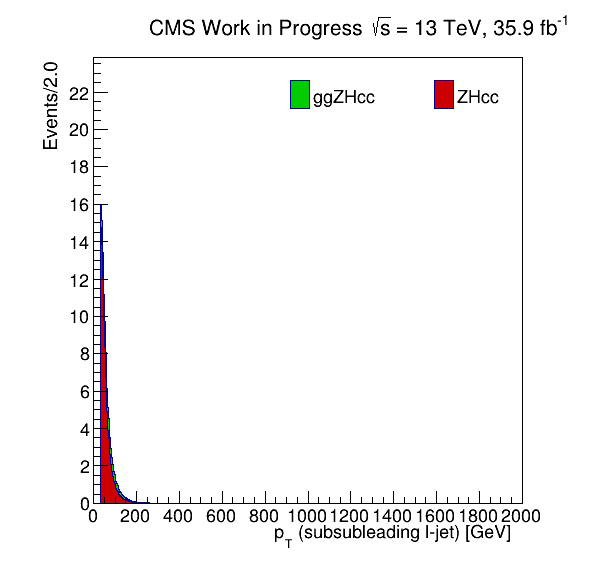 CMS Work in Progress √s = 13 TeV, 35.9 fb-1
Events/2.0
ggZHcc ZHcc
22
20
18
16
14
12
10
8
6
4
2
0
0 200 400 600 800 1000 1200 1400 1600 1800 2000
pT (subsubleading l-jet) [GeV]